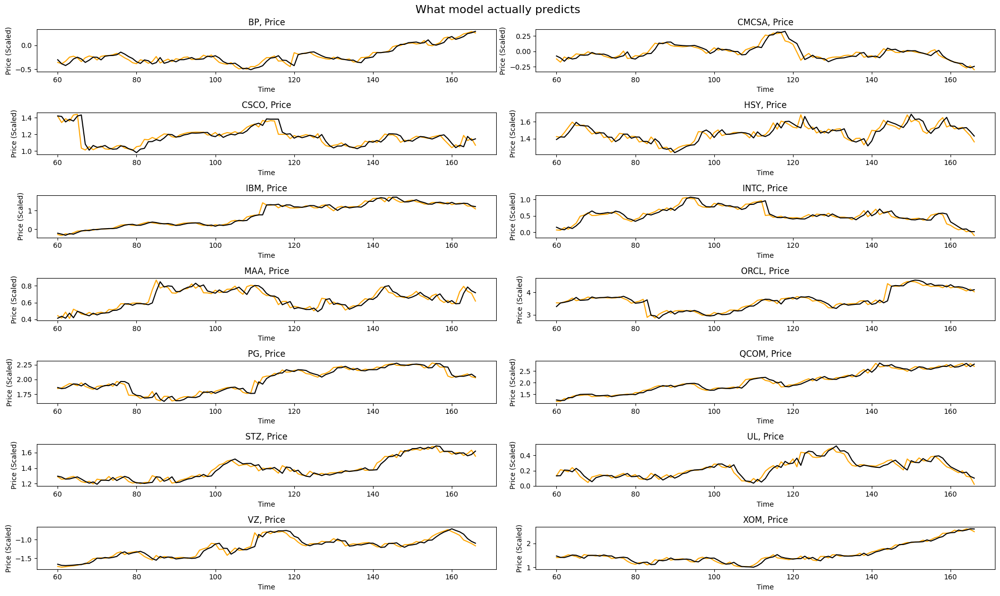 What model actually predicts
BP, Price
Price (Scaled)
0.0
−0.5
60 80 100 120 140 160
Time
CMCSA, Price
Price (Scaled)
0.25
0.00
−0.25
60 80 100 120 140 160
Time
CSCO, Price
Price (Scaled)
1.4
1.2
1.0
60 80 100 120 140 160
Time
HSY, Price
Price (Scaled)
1.6
1.4
60 80 100 120 140 160
Time
IBM, Price
Price (Scaled)
1
0
60 80 100 120 140 160
Time
INTC, Price
Price (Scaled)
1.0
0.5
0.0
60 80 100 120 140 160
Time
MAA, Price
Price (Scaled)
0.8
0.6
0.4
60 80 100 120 140 160
Time
ORCL, Price
Price (Scaled)
4
3
60 80 100 120 140 160
Time
PG, Price
Price (Scaled)
2.25
2.00
1.75
60 80 100 120 140 160
Time
QCOM, Price
Price (Scaled)
2.5
2.0
1.5
60 80 100 120 140 160
Time
STZ, Price
Price (Scaled)
1.6
1.4
1.2
60 80 100 120 140 160
Time
UL, Price
Price (Scaled)
0.4
0.2
0.0
60 80 100 120 140 160
Time
VZ, Price
Price (Scaled)
−1.0
−1.5
60 80 100 120 140 160
Time
XOM, Price
Price (Scaled)
2
1
60 80 100 120 140 160
Time